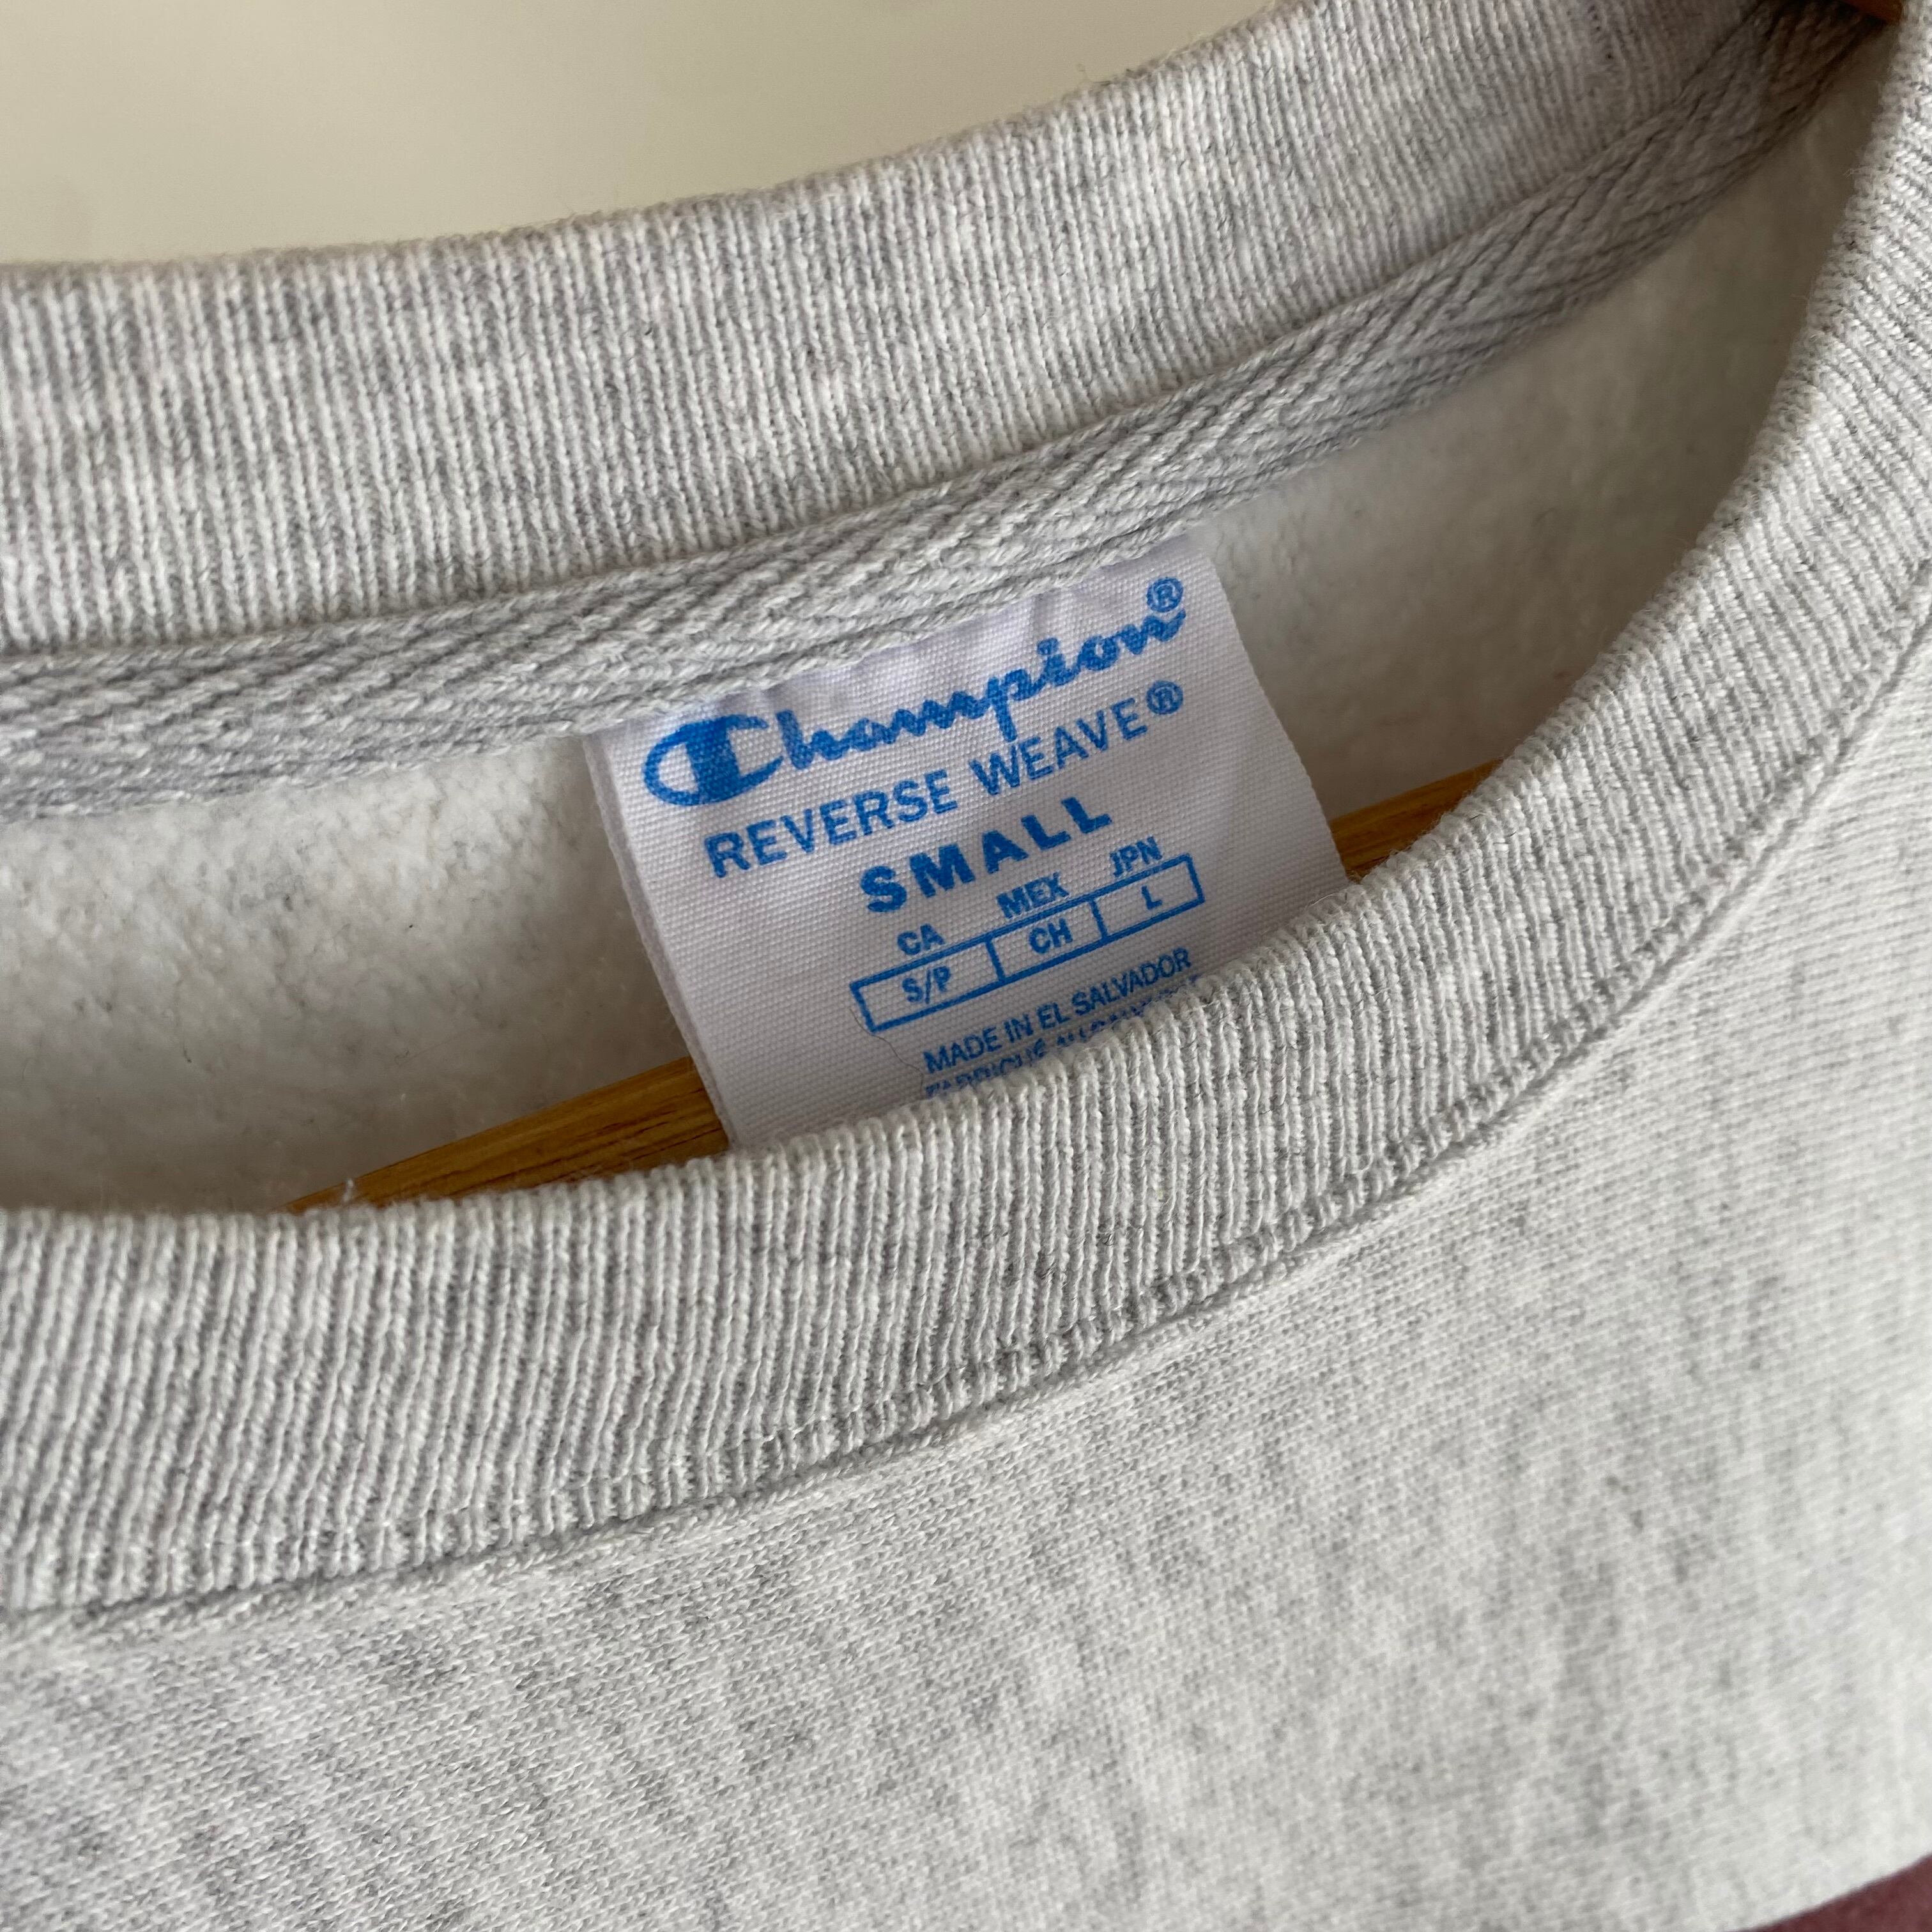 Champion®
REVERSE WEAVE®
SMALL
CA MEX JPN
S/P CH L
MADE IN EL SALVADOR